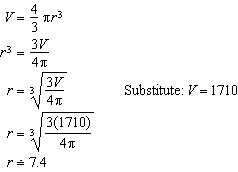 V = 4/3 πr³
r³ = 3V/4π
r = ∛(3V/4π) Substitute: V = 1710
r = ∛(3(1710)/4π)
r ≐ 7.4